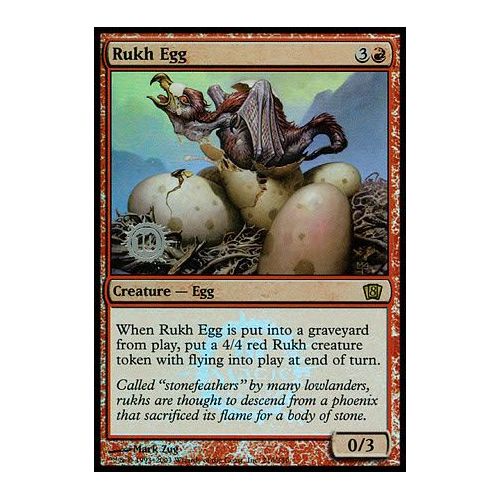 Rukh Egg 3
10
Creature — Egg 8
When Rukh Egg is put into a graveyard
from play, put a 4/4 red Rukh creature
token with flying into play at end of turn.
Called “stonefeathers” by many lowlanders,
rukhs are thought to descend from a phoenix
that sacrificed its flame for a body of stone.
Mark Zug
0/3